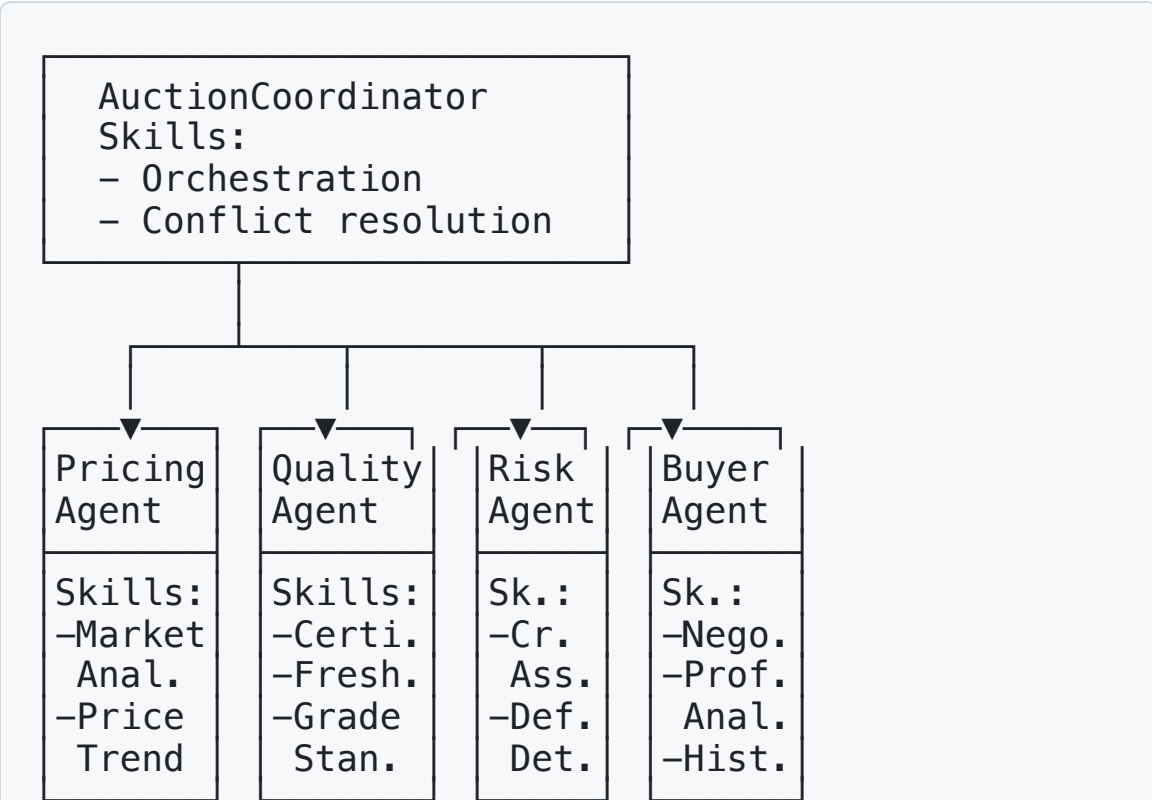 AuctionCoordinator
Skills:
- Orchestration
- Conflict resolution
Pricing
Agent
Skills:
-Market
Anal.
-Price
Trend
Quality
Agent
Skills:
-Certi.
-Fresh.
-Grade
Stan.
Risk
Agent
Sk.:
-Cr.
Ass.
-Def.
Det.
Buyer
Agent
Sk.:
-Nego.
-Prof.
Anal.
-Hist.